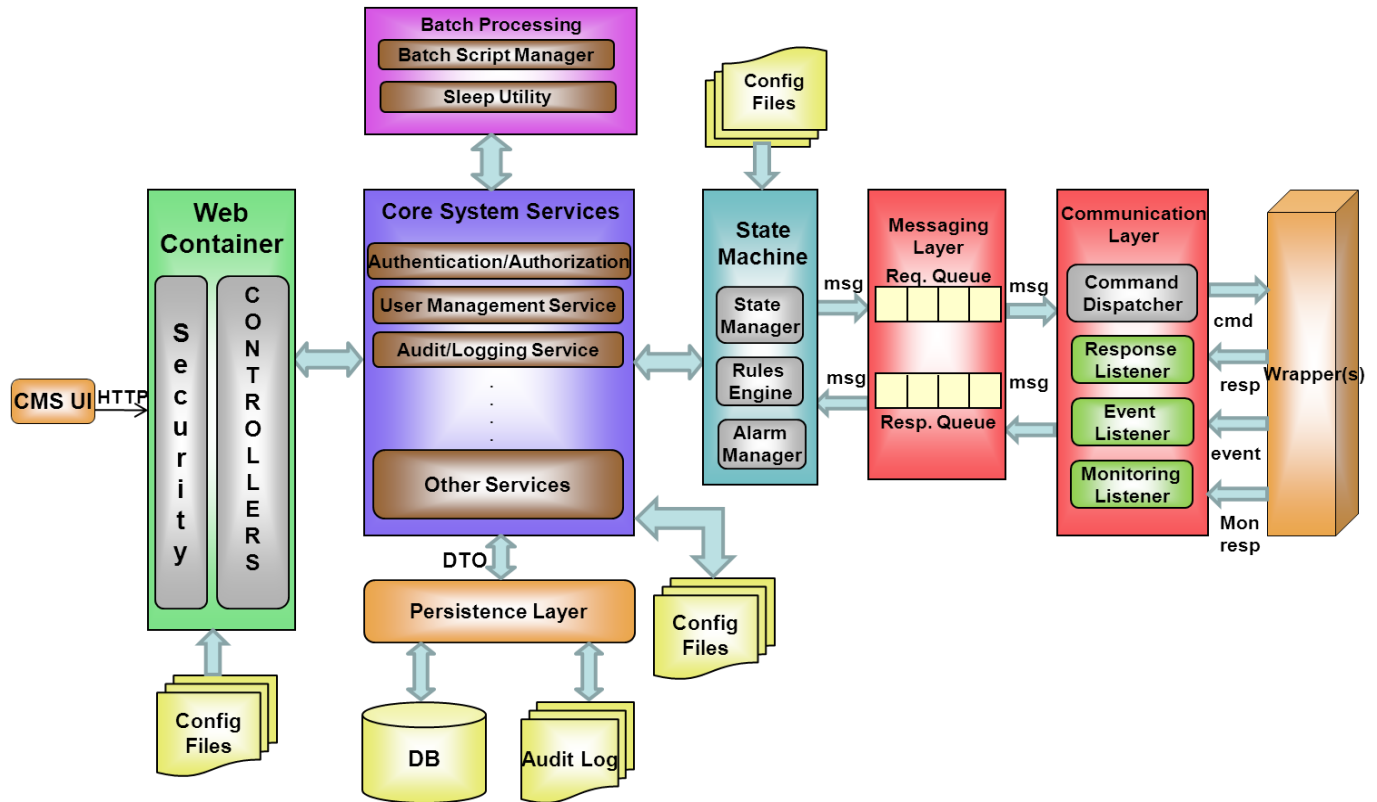 Batch Processing
Batch Script Manager
Sleep Utility
Config
Files
Web
Container
Security
CONTROLLERS
CMS UI
HTTP
Config
Files
Core System Services
Authentication/Authorization
User Management Service
Audit/Logging Service
.
.
.
.
Other Services
DTO
Persistence Layer
DB
Audit Log
Config
Files
State
Machine
State
Manager
Rules
Engine
Alarm
Manager
msg
msg
Messaging
Layer
Req. Queue
Resp. Queue
msg
msg
Communication
Layer
Command
Dispatcher
Response
Listener
Event
Listener
Monitoring
Listener
cmd
resp
event
Mon
resp
Wrapper(s)